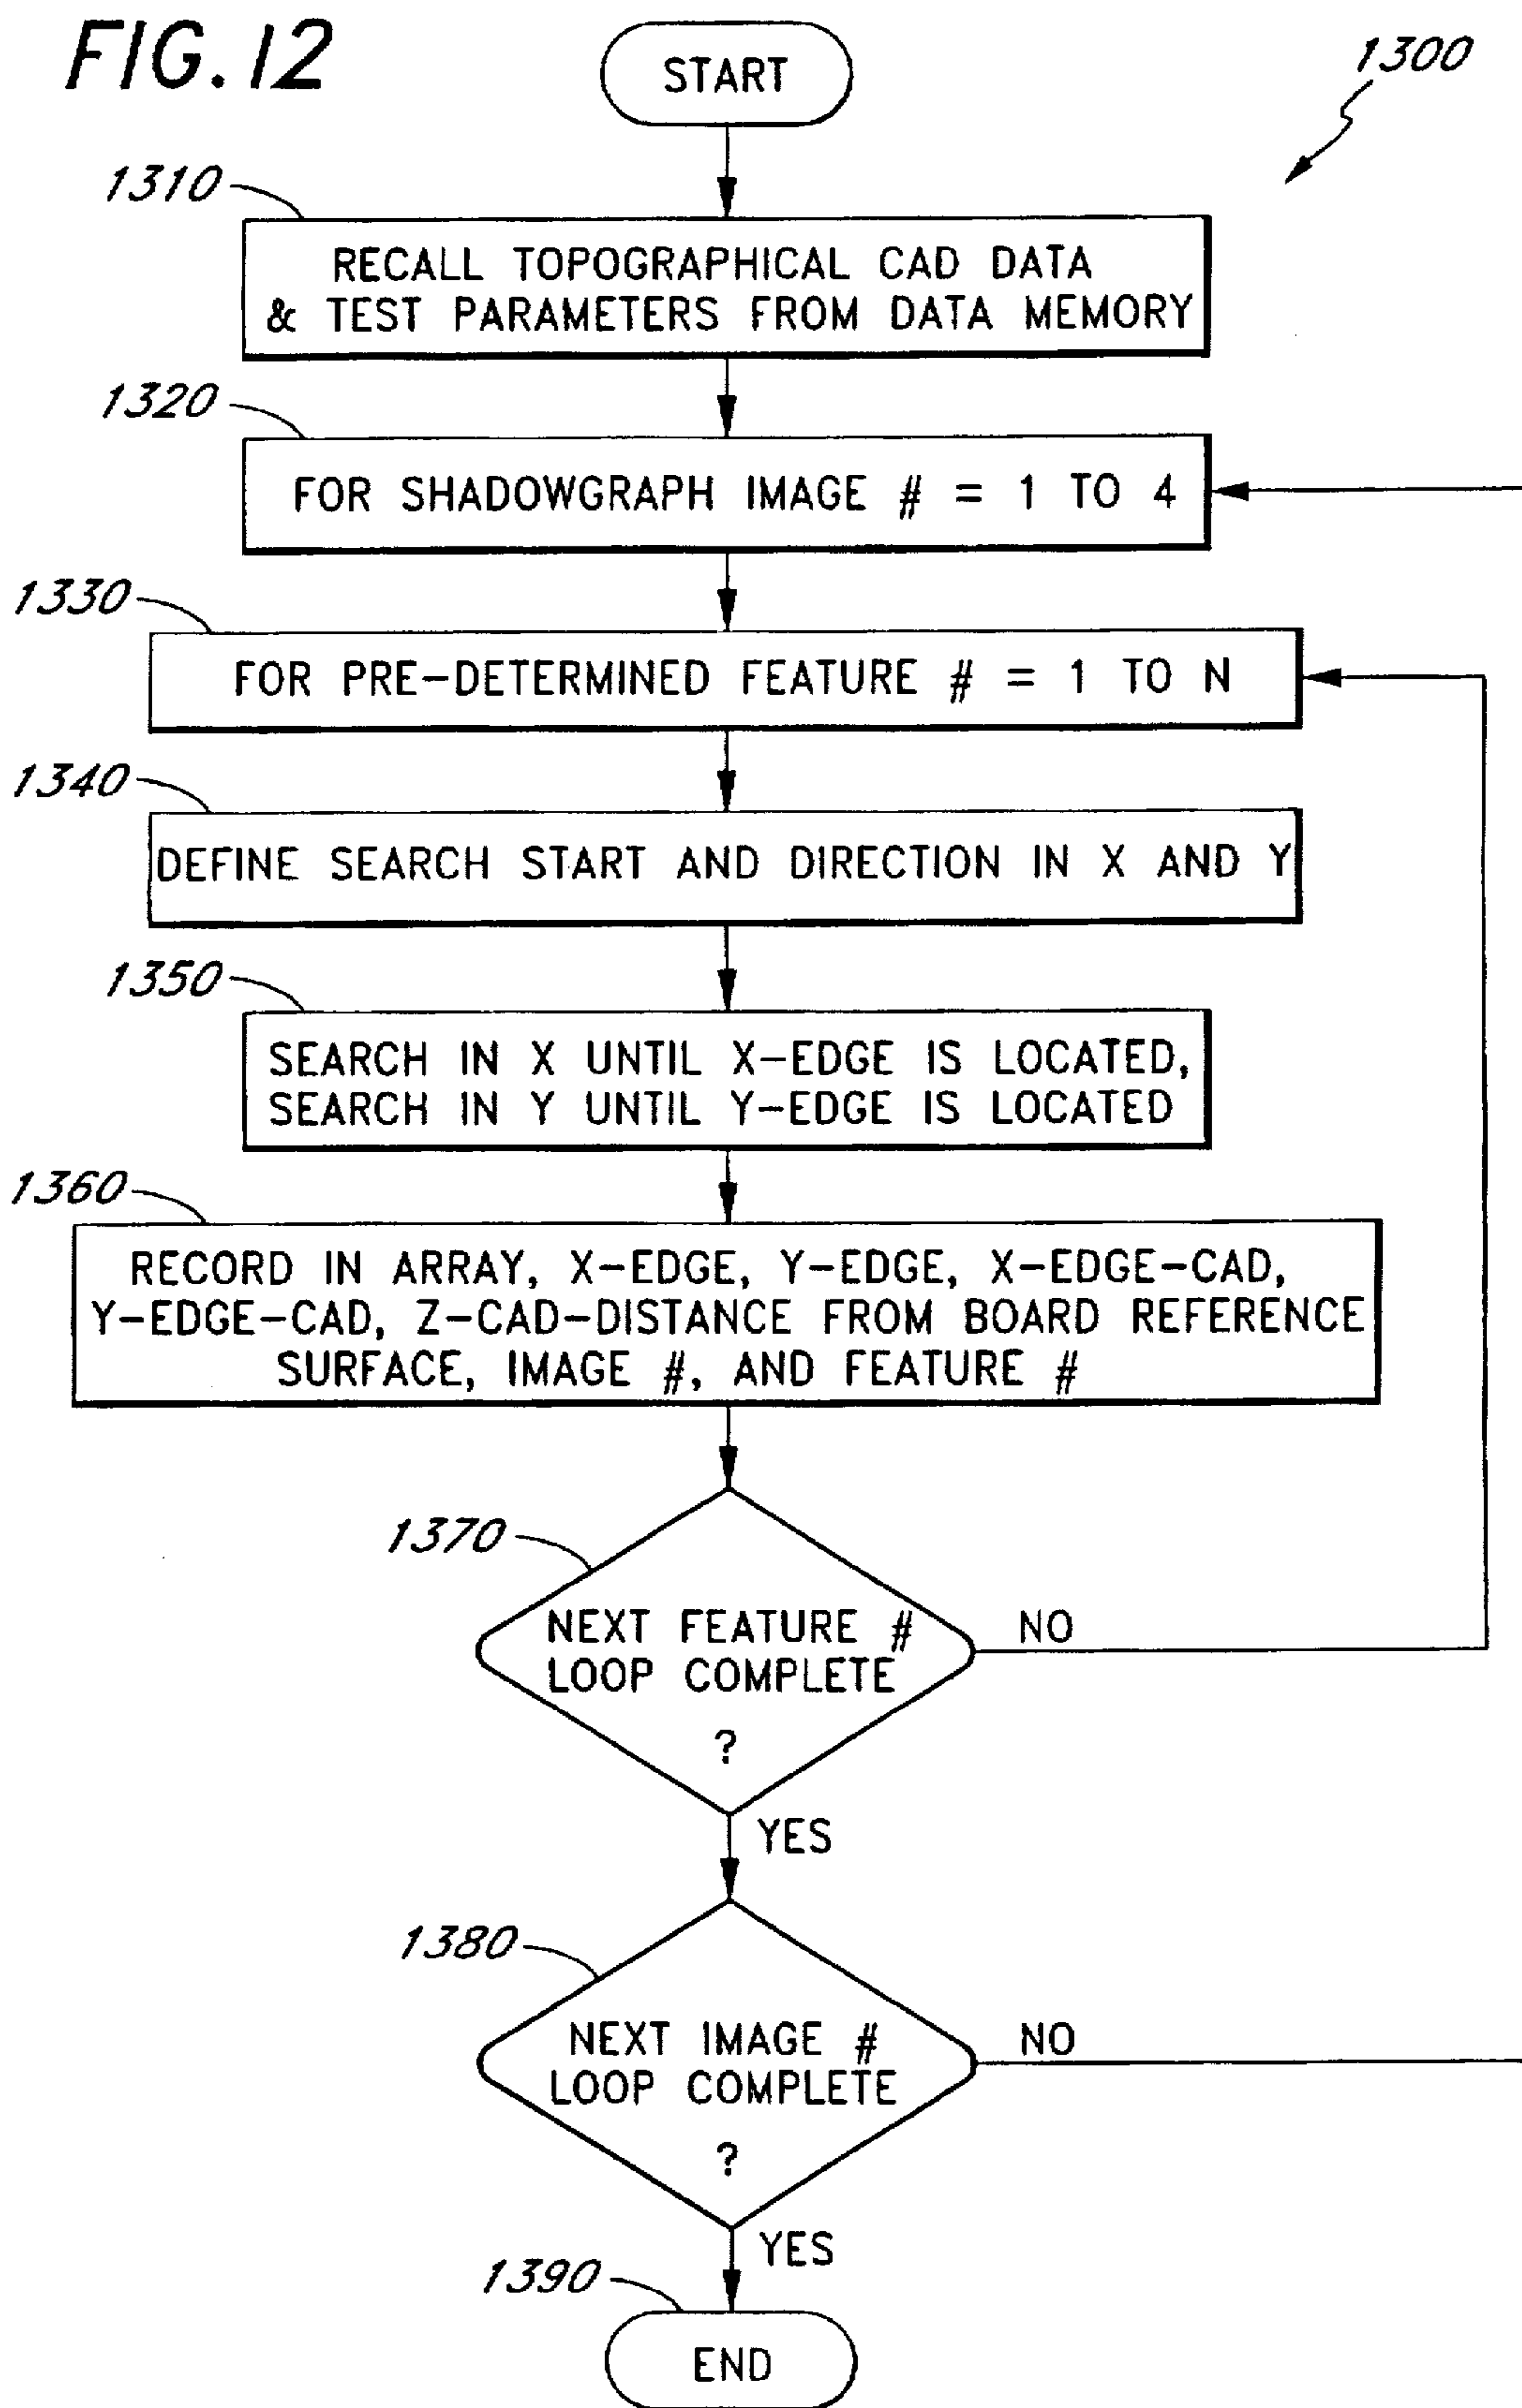 FIG. 12
START
1300
1310
RECALL TOPOGRAPHICAL CAD DATA
& TEST PARAMETERS FROM DATA MEMORY
1320
FOR SHADOWGRAPH IMAGE # = 1 TO 4
1330
FOR PRE-DETERMINED FEATURE # = 1 TO N
1340
DEFINE SEARCH START AND DIRECTION IN X AND Y
1350
SEARCH IN X UNTIL X-EDGE IS LOCATED,
SEARCH IN Y UNTIL Y-EDGE IS LOCATED
1360
RECORD IN ARRAY, X-EDGE, Y-EDGE, X-EDGE-CAD,
Y-EDGE-CAD, Z-CAD-DISTANCE FROM BOARD REFERENCE
SURFACE, IMAGE #, AND FEATURE #
1370
NEXT FEATURE #
LOOP COMPLETE
?
NO
YES
1380
NEXT IMAGE #
LOOP COMPLETE
?
NO
YES
1390
END